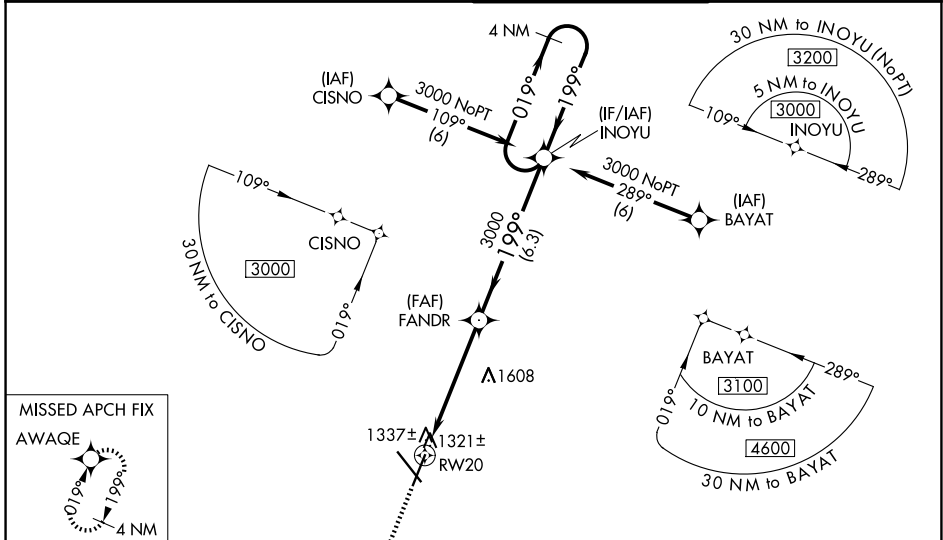 4 NM
019°
199°
(IAF)
CISNO
3000 NoPT
109°
(6)
(IF/IAF)
INOYU
3000 NoPT
289°
(6)
(IAF)
BAYAT
30 NM to INOYU (NoPT)
3200
5 NM to INOYU
3000
INOYU
109°
289°
109°
CISNO
3000
30 NM to CISNO
019°
3000
199°
(6.3)
(FAF)
FANDR
1608
1337±
1321±
RW20
BAYAT
3100
10 NM to BAYAT
4600
30 NM to BAYAT
019°
289°
MISSED APCH FIX
AWAQE
019°
199°
4 NM